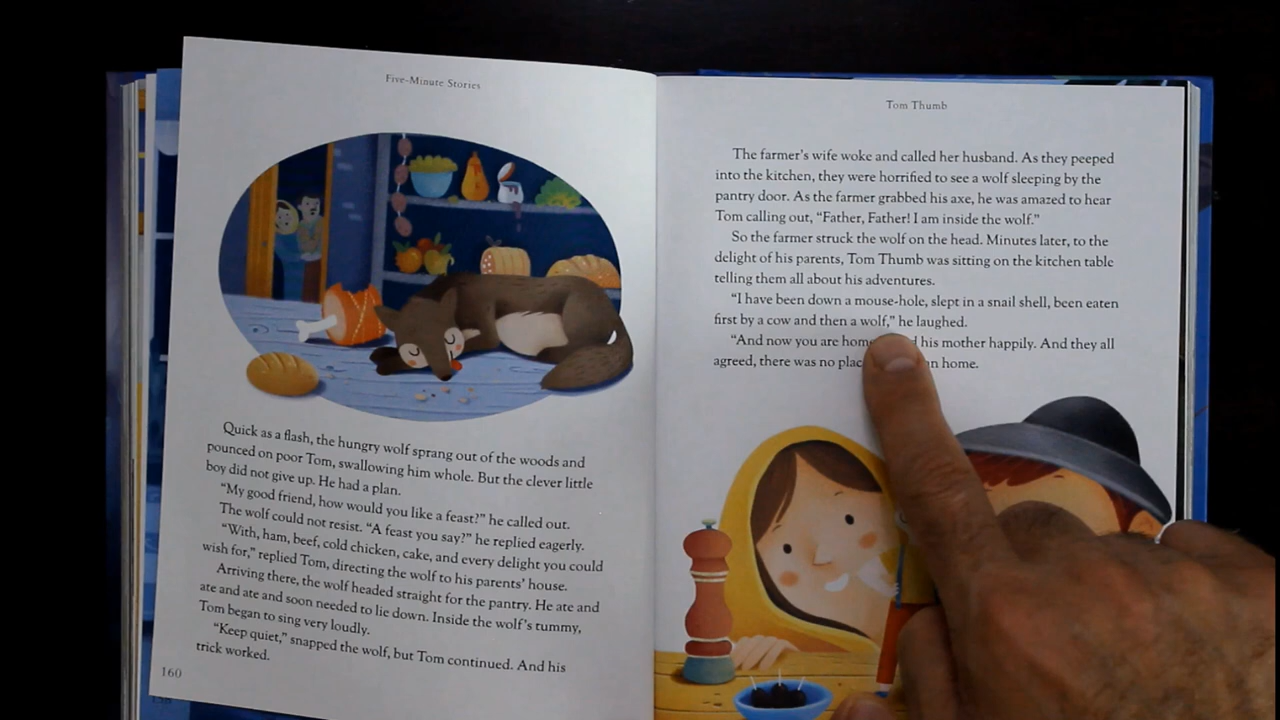 Five-Minute Stories
Quick as a flash, the hungry wolf sprang out of the woods and
pounced on poor Tom, swallowing him whole. But the clever little
boy did not give up. He had a plan.
“My good friend, how would you like a feast?” he called out.
The wolf could not resist. “A feast you say?” he replied eagerly.
“With, ham, beef, cold chicken, cake, and every delight you could
wish for,” replied Tom, directing the wolf to his parents’ house.
Arriving there, the wolf headed straight for the pantry. He ate and
ate and ate and soon needed to lie down. Inside the wolf’s tummy,
Tom began to sing very loudly.
“Keep quiet,” snapped the wolf, but Tom continued. And his
trick worked.
160
Tom Thumb
The farmer’s wife woke and called her husband. As they peeped
into the kitchen, they were horrified to see a wolf sleeping by the
pantry door. As the farmer grabbed his axe, he was amazed to hear
Tom calling out, “Father, Father! I am inside the wolf.”
So the farmer struck the wolf on the head. Minutes later, to the
delight of his parents, Tom Thumb was sitting on the kitchen table
telling them all about his adventures.
“I have been down a mouse-hole, slept in a snail shell, been eaten
first by a cow and then a wolf,” he laughed.
“And now you are his mother happily. And they all
agreed, there was no home.